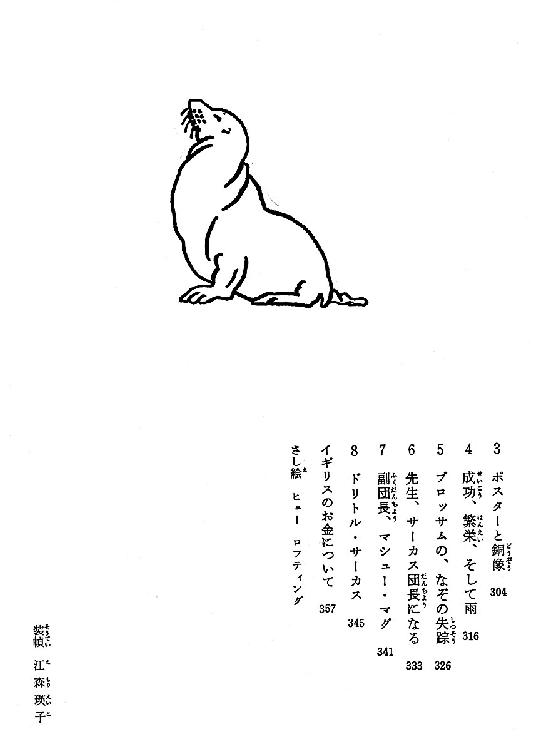 3 ポスターと銅像 304
4 成功、繁栄、そして雨 316
5 ブロッサムの、なぞの失踪 326
6 先生、サーカス団長になる 333
7 副団長、マシュー・マグ 341
8 ドリトル・サーカス 345
イギリスのお金について 357
さし絵 ヒュー ロフティング
装幀 江森瑛子